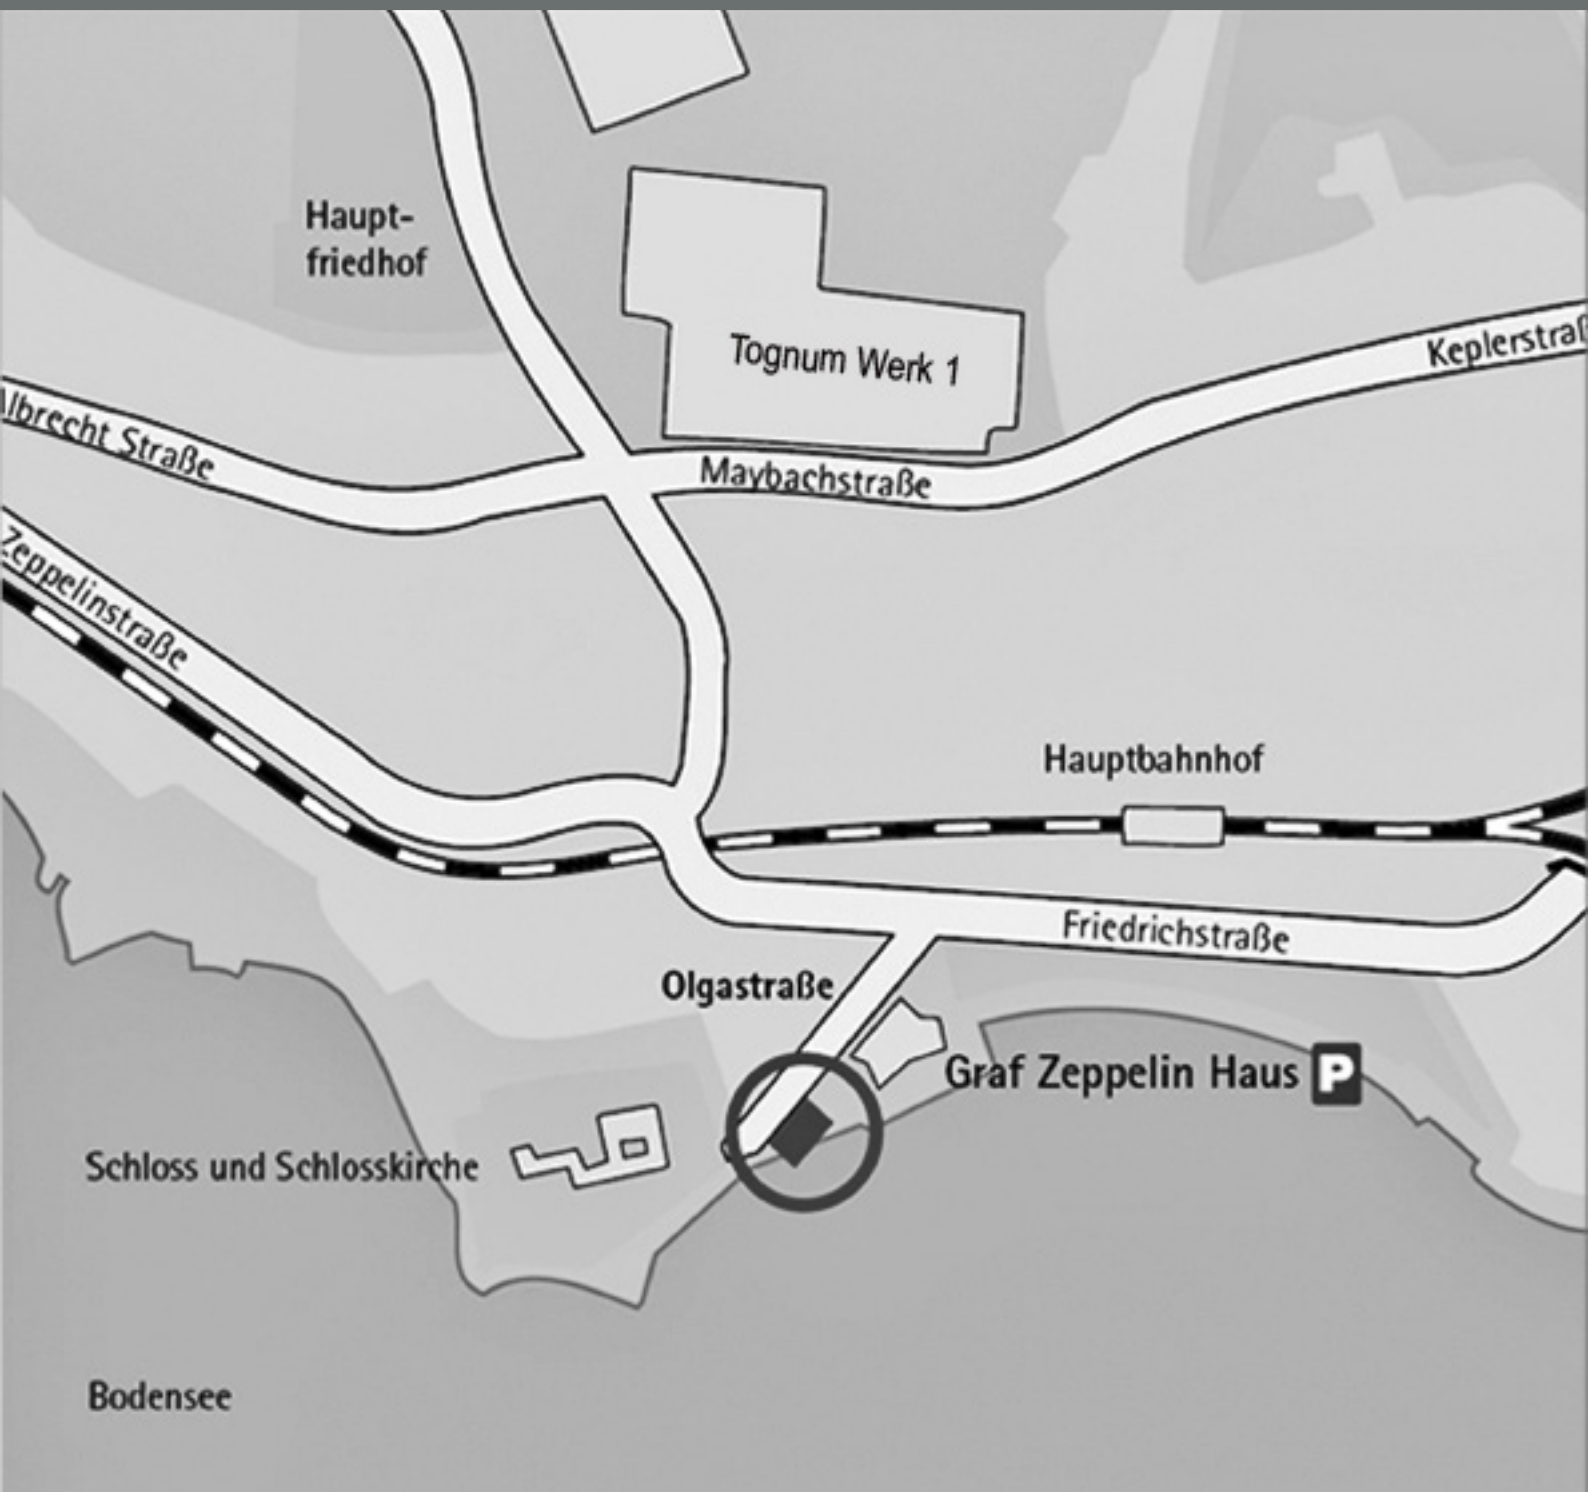 Haupt-
friedhof
Tognum Werk 1
Keplerstraß
Albrecht Straße
Maybachstraße
Zeppelinstraße
Hauptbahnhof
Friedrichstraße
Olgastraße
Graf Zeppelin Haus P
Schloss und Schlosskirche
Bodensee